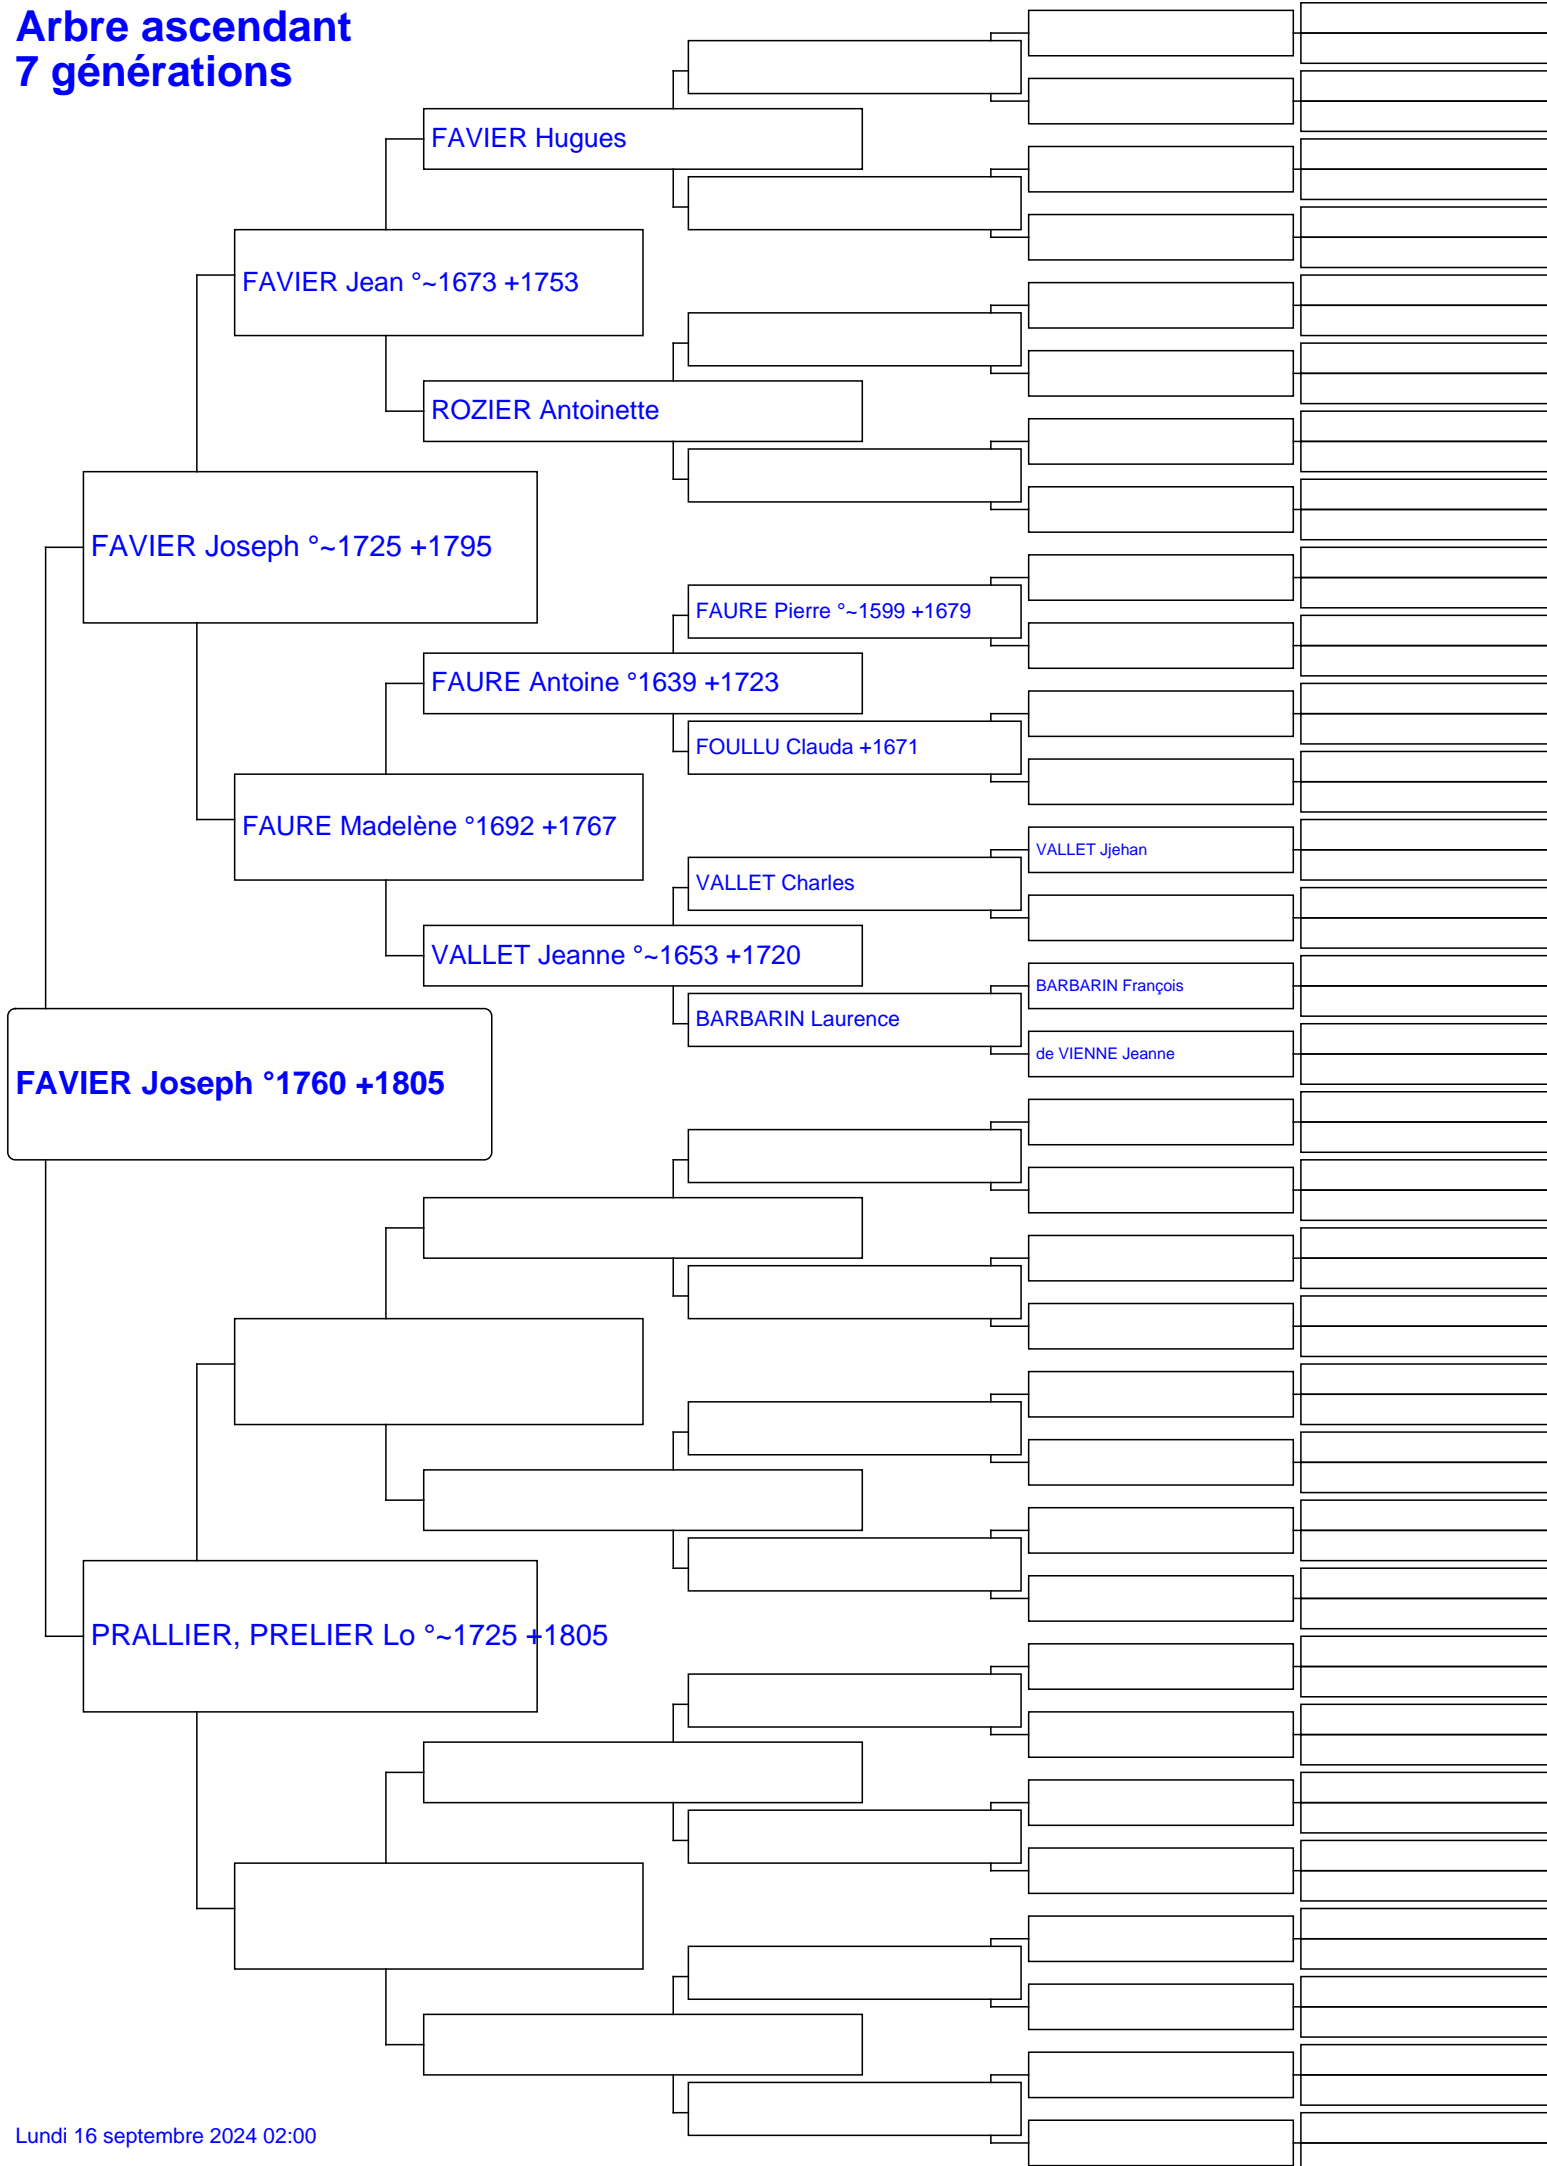 Arbre ascendant
7 générations
FAVIER Hugues
FAVIER Jean °~1673 +1753
ROZIER Antoinette
FAVIER Joseph °~1725 +1795
FAURE Pierre °~1599 +1679
FAURE Antoine °1639 +1723
FOULLU Clauda +1671
FAURE Madelène °1692 +1767
VALLET Jjehan
VALLET Charles
VALLET Jeanne °~1653 +1720
BARBARIN François
BARBARIN Laurence
de VIENNE Jeanne
FAVIER Joseph °1760 +1805
PRALLIER, PRELIER Lo °~1725 +1805
Lundi 16 septembre 2024 02:00